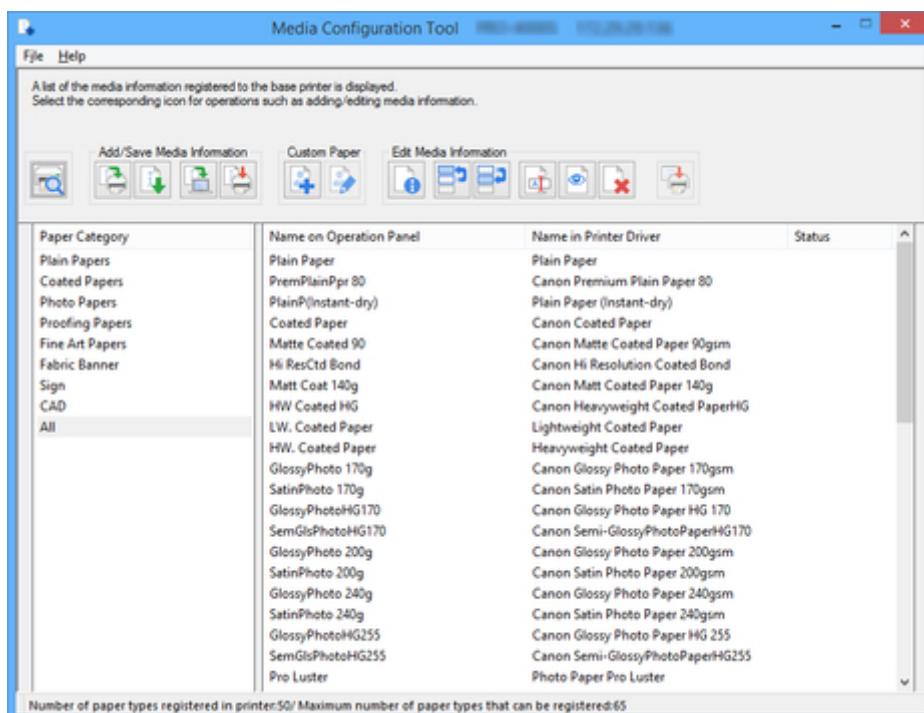 Media Configuration Tool
File Help
A list of the media information registered to the base printer is displayed.
Select the corresponding icon for operations such as adding/editing media information.
Add/Save Media Information Custom Paper Edit Media Information
Paper Category Name on Operation Panel Name in Printer Driver Status
Plain Papers Plain Paper Plain Paper
Coated Papers PremPlainPpr 80 Canon Premium Plain Paper 80
Photo Papers PlainP(Instant-dry) Plain Paper (Instant-dry)
Proofing Papers Coated Paper Canon Coated Paper
Fine Art Papers Matte Coated 90 Canon Matte Coated Paper 90gsm
Fabric Banner Hi ResCtd Bond Canon Hi Resolution Coated Bond
Sign Matt Coat 140g Canon Matt Coated Paper 140g
CAD HW Coated HG Canon Heavyweight Coated PaperHG
All LW. Coated Paper Lightweight Coated Paper
HW. Coated Paper Heavyweight Coated Paper
GlossyPhoto 170g Canon Glossy Photo Paper 170gsm
SatinPhoto 170g Canon Satin Photo Paper 170gsm
GlossyPhotoHG170 Canon Glossy Photo Paper HG 170
SemGlsPhotoHG170 Canon Semi-GlossyPhotoPaperHG170
GlossyPhoto 200g Canon Glossy Photo Paper 200gsm
SatinPhoto 200g Canon Satin Photo Paper 200gsm
GlossyPhoto 240g Canon Glossy Photo Paper 240gsm
SatinPhoto 240g Canon Satin Photo Paper 240gsm
GlossyPhotoHG255 Canon Glossy Photo Paper HG 255
SemGlsPhotoHG255 Canon Semi-GlossyPhotoPaperHG255
Pro Luster Photo Paper Pro Luster
Number of paper types registered in printer:50/ Maximum number of paper types that can be registered:65